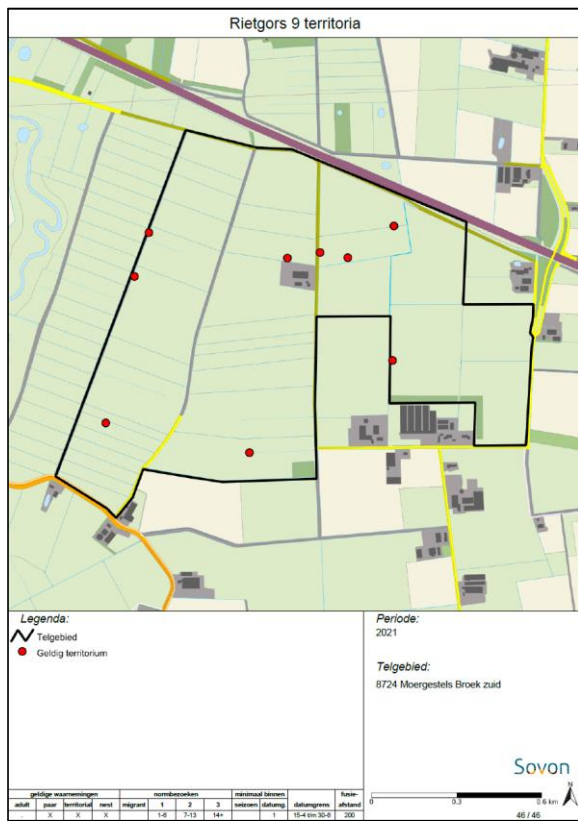 Rietgors 9 territoria
Legenda:
Telgebied
Geldig territorium
Periode:
2021
Telgebied:
8724 Moergestels Broek zuid
Sovon
0 0.3 0.6 km
geldige waarnemingen normbezoeken minimaal binnen fusie-
adult paar territoriaal nest migrant 1 2 3 seizoen datumg. datumgrens afstand
. X X X 1-6 7-13 14+ 1 15-4 t/m 30-8 200
46 / 46